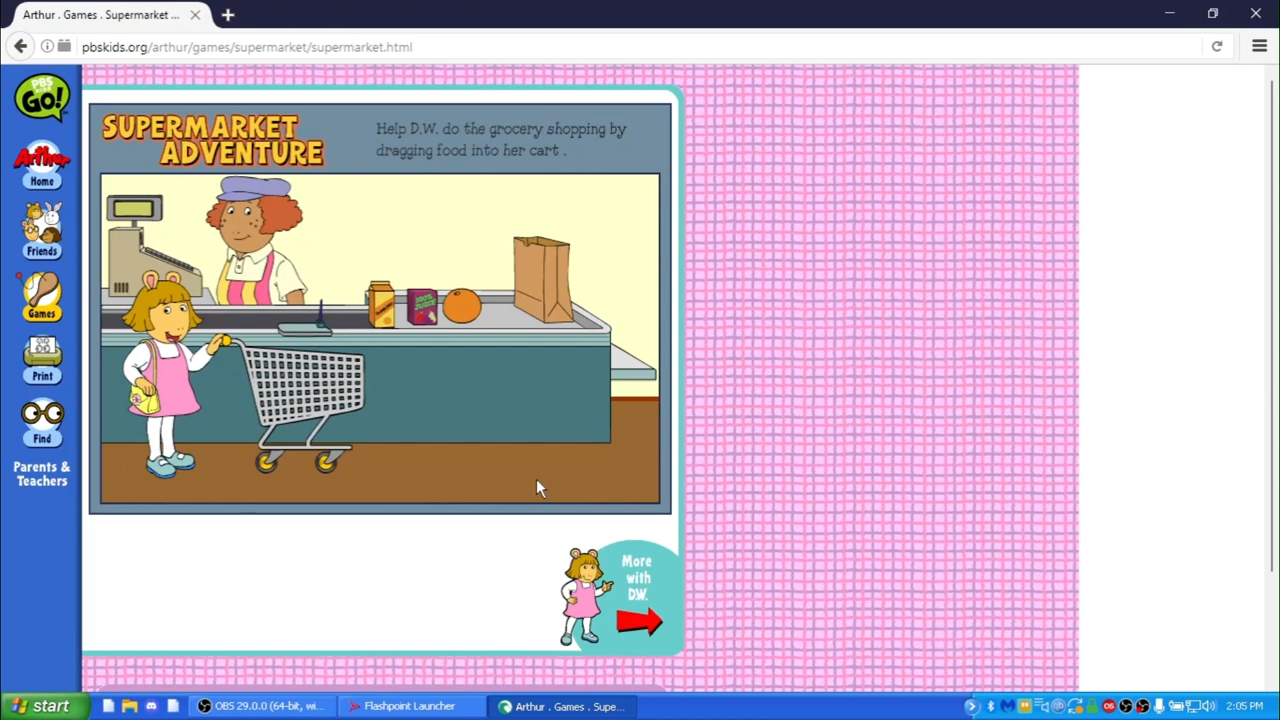 Arthur . Games . Supermarket ...
pbskids.org/arthur/games/supermarket/supermarket.html
PBS KIDS GO!
Arthur
Home
Friends
Games
Print
Find
Parents &
Teachers
SUPERMARKET
ADVENTURE
Help D.W. do the grocery shopping by
dragging food into her cart .
JUICE
More
with
D.W.
start
OBS 29.0.0 (64-bit, wi...
Flashpoint Launcher
Arthur . Games . Supe...
2:05 PM